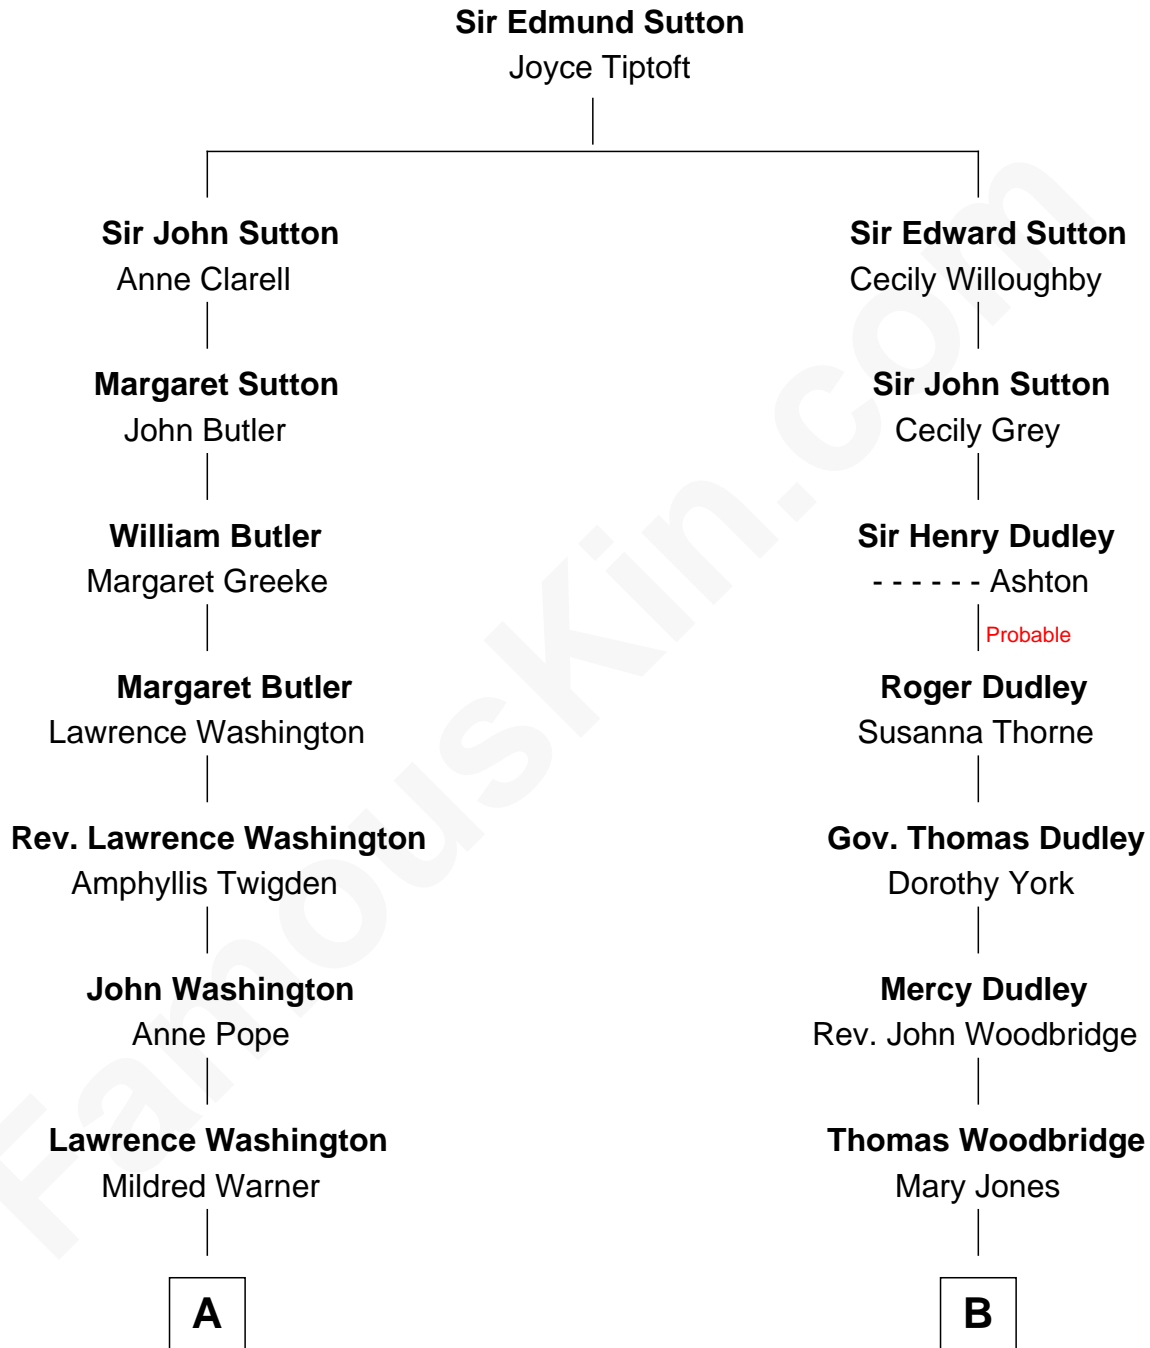 Sir Edmund Sutton
Joyce Tiptoft
Sir John Sutton
Anne Clarell
Sir Edward Sutton
Cecily Willoughby
Margaret Sutton
John Butler
Sir John Sutton
Cecily Grey
William Butler
Margaret Greeke
Sir Henry Dudley
- - - - - - Ashton
Probable
Margaret Butler
Lawrence Washington
Roger Dudley
Susanna Thorne
Rev. Lawrence Washington
Amphyllis Twigden
Gov. Thomas Dudley
Dorothy York
John Washington
Anne Pope
Mercy Dudley
Rev. John Woodbridge
Lawrence Washington
Mildred Warner
Thomas Woodbridge
Mary Jones
A
B
FamousKin.com